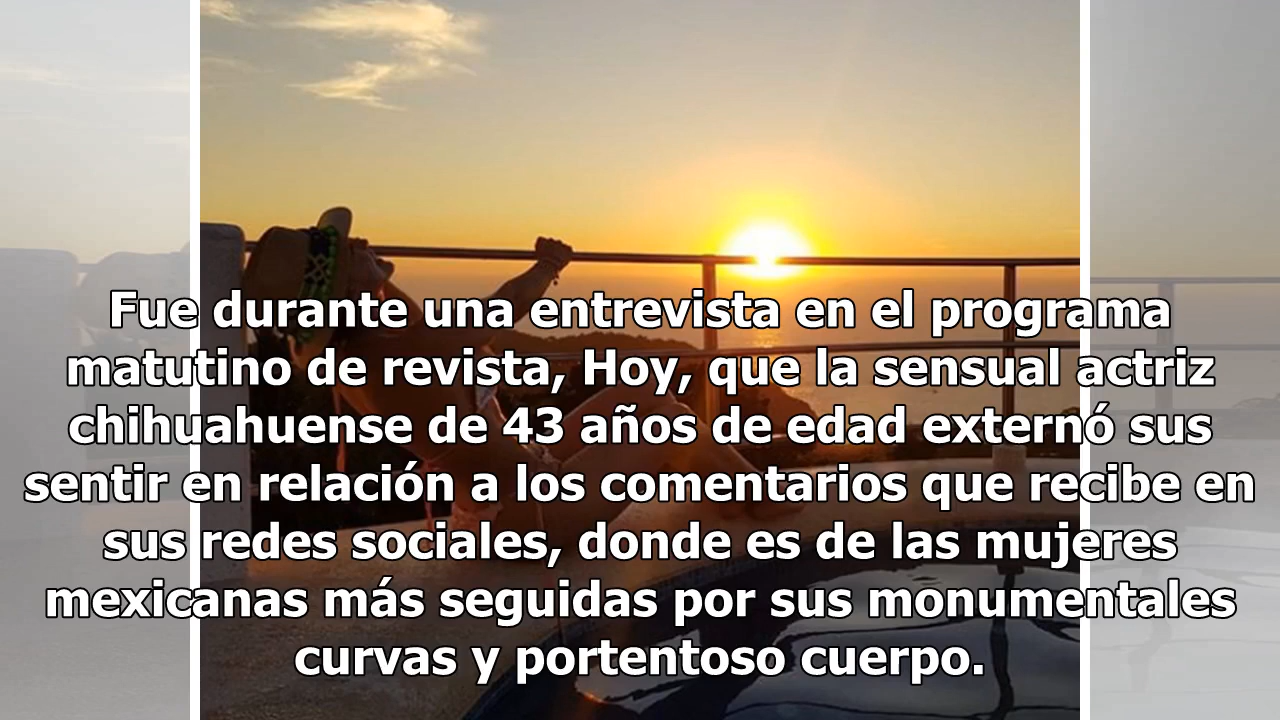 Fue durante una entrevista en el programa
matutino de revista, Hoy, que la sensual actriz
chihuahuense de 43 años de edad externó sus
sentir en relación a los comentarios que recibe en
sus redes sociales, donde es de las mujeres
mexicanas más seguidas por sus monumentales
curvas y portentoso cuerpo.